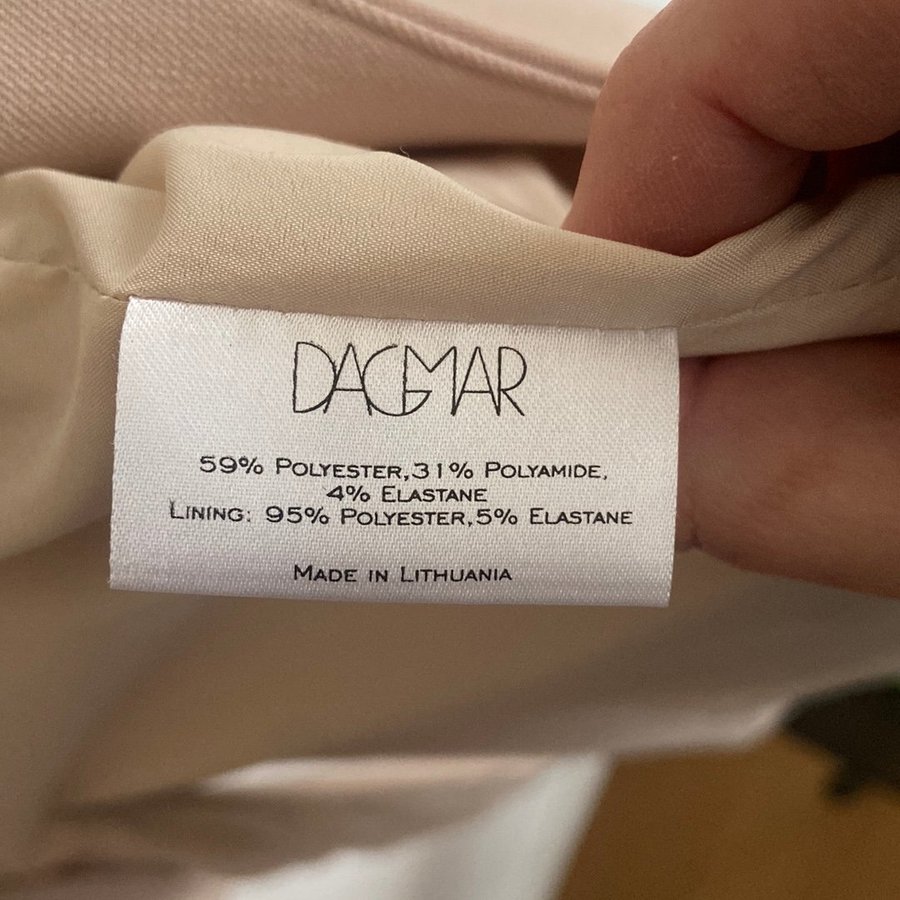 DAGMAR
59% Polyester,31% Polyamide,
4% Elastane
Lining: 95% Polyester,5% Elastane
Made in Lithuania